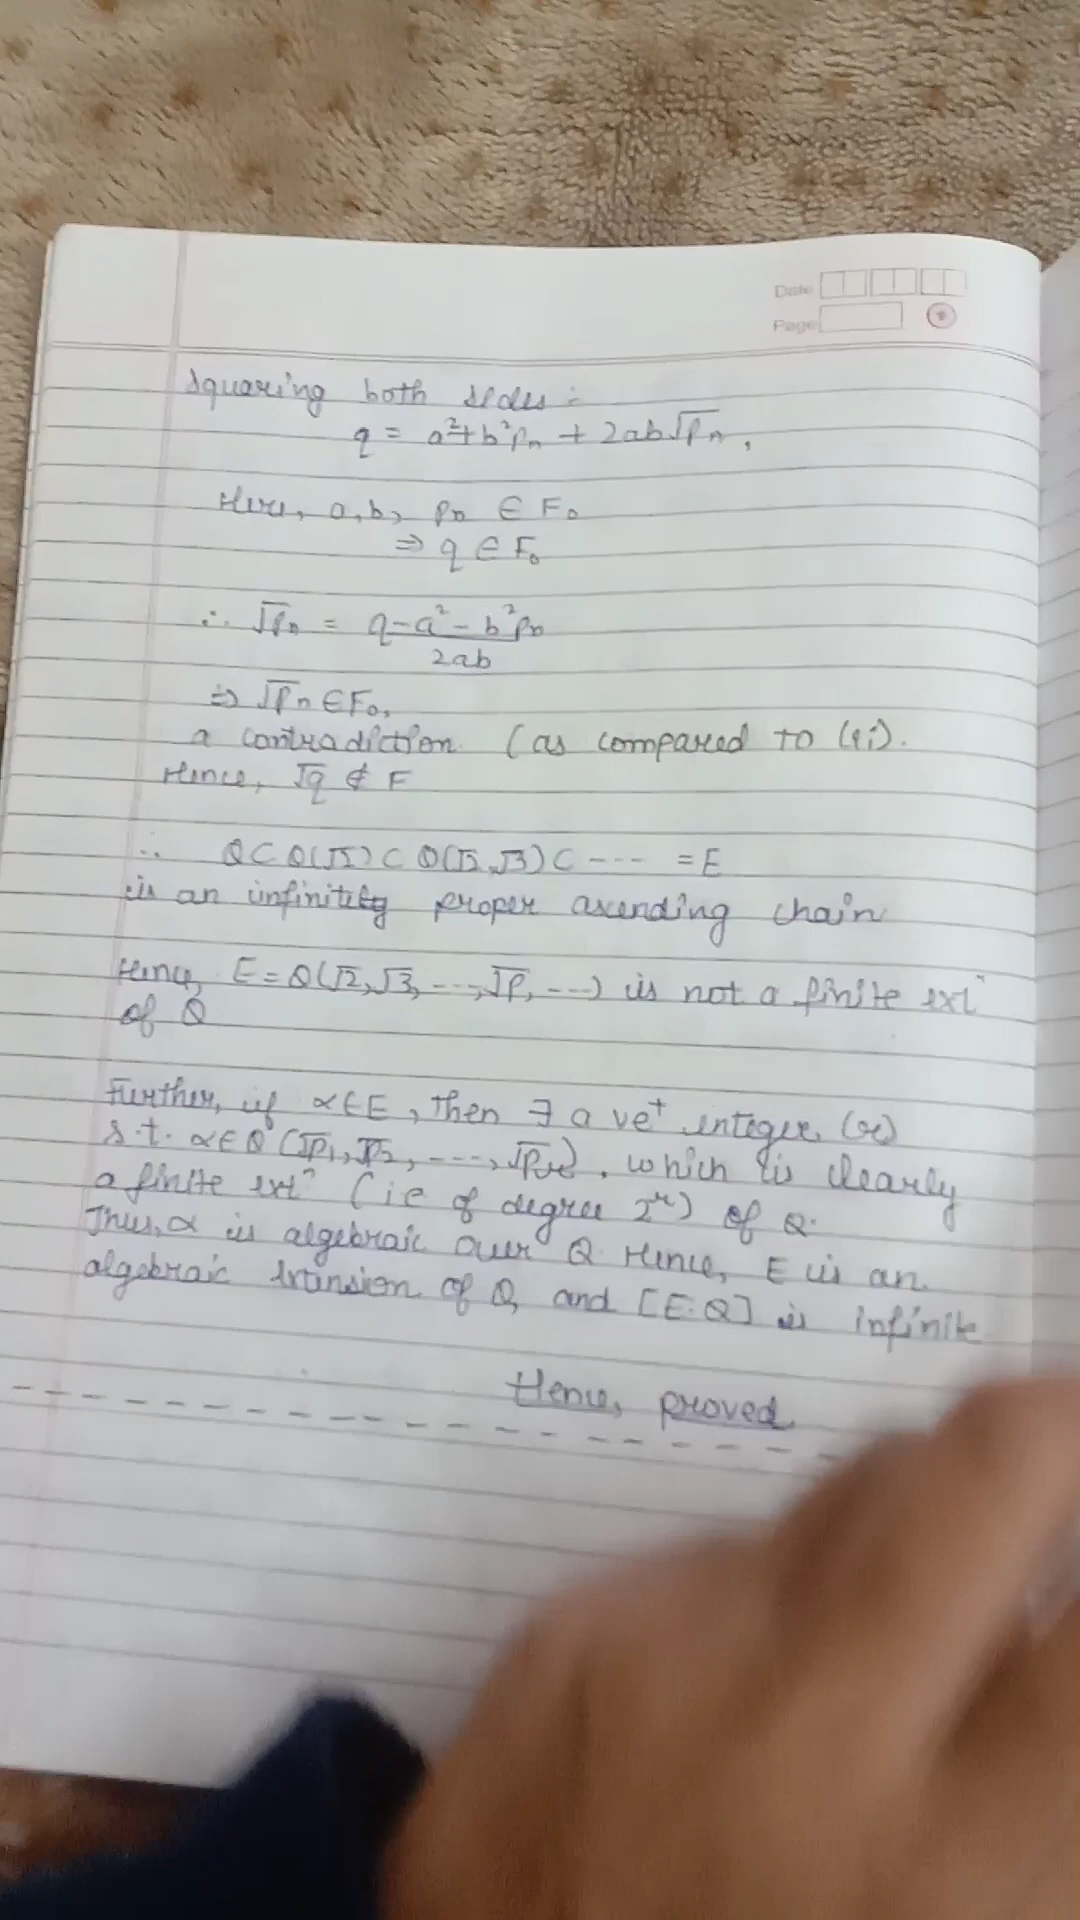 Date
Page
Squaring both sides :
q = a²+b²pₙ + 2ab√pₙ,
Here, a,b, pₙ ∈ F₀
⇒ q ∈ F₀
∴ √pₙ = q-a²-b²pₙ
2ab
⇒ √pₙ ∈ F₀,
a contradiction (as compared to (ii).
Hence, √q ∉ F
∴ Q⊂Q(√2)⊂Q(√2,√3)⊂---- = E
is an infinitely proper ascending chain
Hence, E=Q(√2,√3,---,√p,---) is not a finite extⁿ
of Q
Further, if α∈E, then ∃ a ve⁺ integer (r)
s.t. α∈Q(√p₁,√p₂,----,√pᵣ), which is clearly
a finite extⁿ (i.e of degree 2ʳ) of Q.
Thus, α is algebraic over Q. Hence, E is an
algebraic extension of Q, and [E:Q] is infinite
Hence, proved